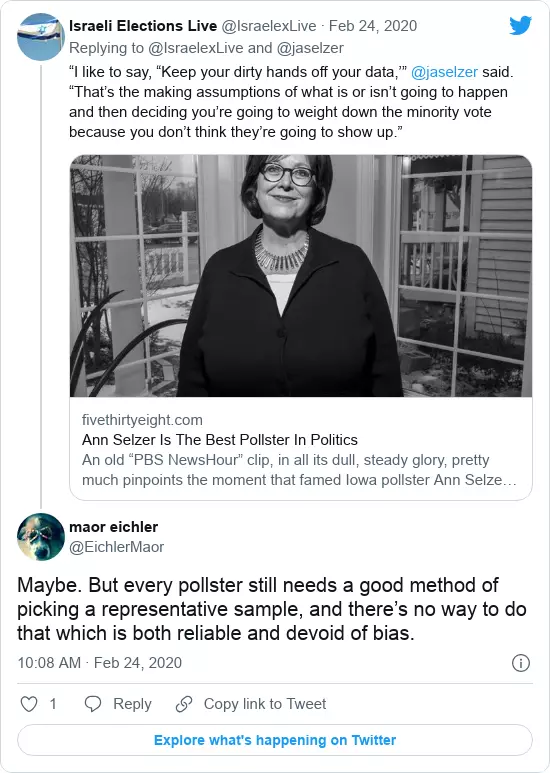 Israeli Elections Live @IsraelexLive · Feb 24, 2020
Replying to @IsraelexLive and @jaselzer
“I like to say, “Keep your dirty hands off your data,’” @jaselzer said.
“That’s the making assumptions of what is or isn’t going to happen
and then deciding you’re going to weight down the minority vote
because you don’t think they’re going to show up.”
fivethirtyeight.com
Ann Selzer Is The Best Pollster In Politics
An old “PBS NewsHour” clip, in all its dull, steady glory, pretty
much pinpoints the moment that famed Iowa pollster Ann Selze…
maor eichler
@EichlerMaor
Maybe. But every pollster still needs a good method of
picking a representative sample, and there’s no way to do
that which is both reliable and devoid of bias.
10:08 AM · Feb 24, 2020
1 Reply Copy link to Tweet
Explore what's happening on Twitter